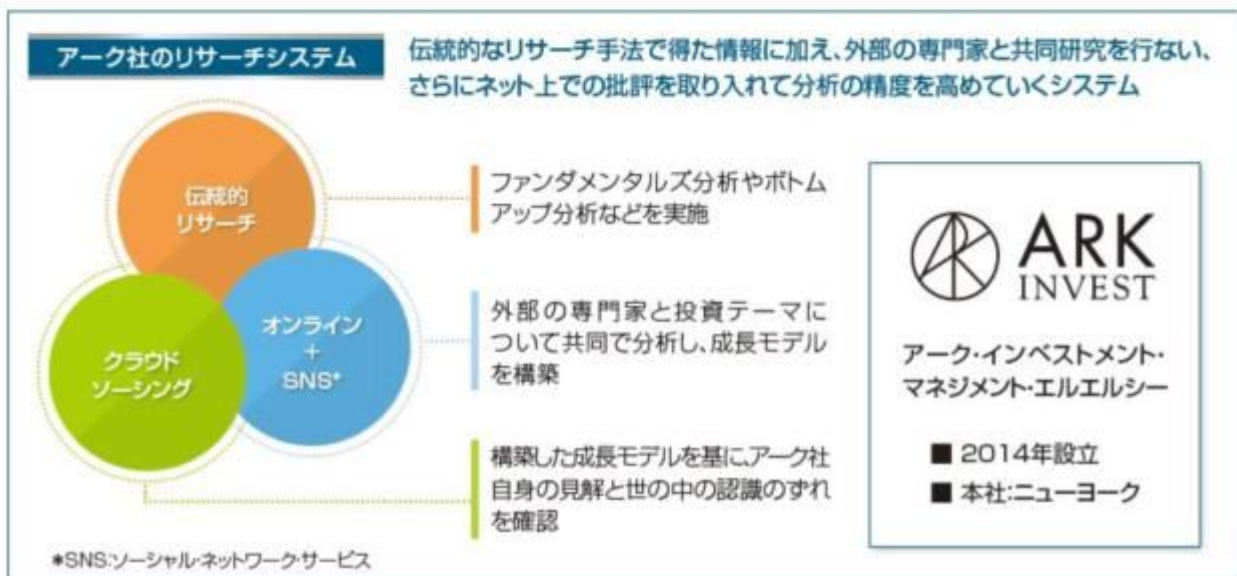 アーク社のリサーチシステム
伝統的なリサーチ手法で得た情報に加え、外部の専門家と共同研究を行ない、
さらにネット上での批評を取り入れて分析の精度を高めていくシステム
伝統的
リサーチ
ファンダメンタルズ分析やボトム
アップ分析などを実施
オンライン
+
SNS*
外部の専門家と投資テーマに
ついて共同で分析し、成長モデル
を構築
クラウド
ソーシング
構築した成長モデルを基に、アーク社
自身の見解と世の中の認識のずれ
を確認
*SNS:ソーシャル・ネットワーク・サービス
ARK
INVEST
アーク・インベストメント・
マネジメント・エルエルシー
■ 2014年設立
■ 本社:ニューヨーク